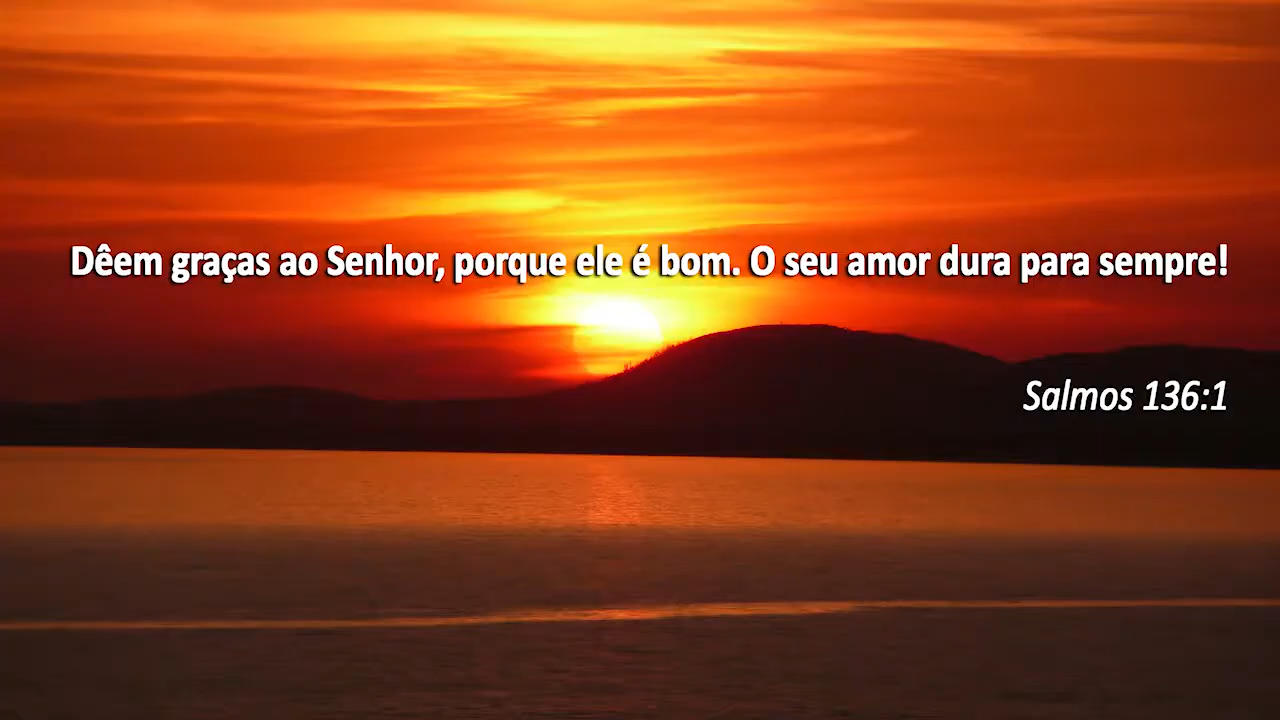 Dêem graças ao Senhor, porque ele é bom. O seu amor dura para sempre!
Salmos 136:1